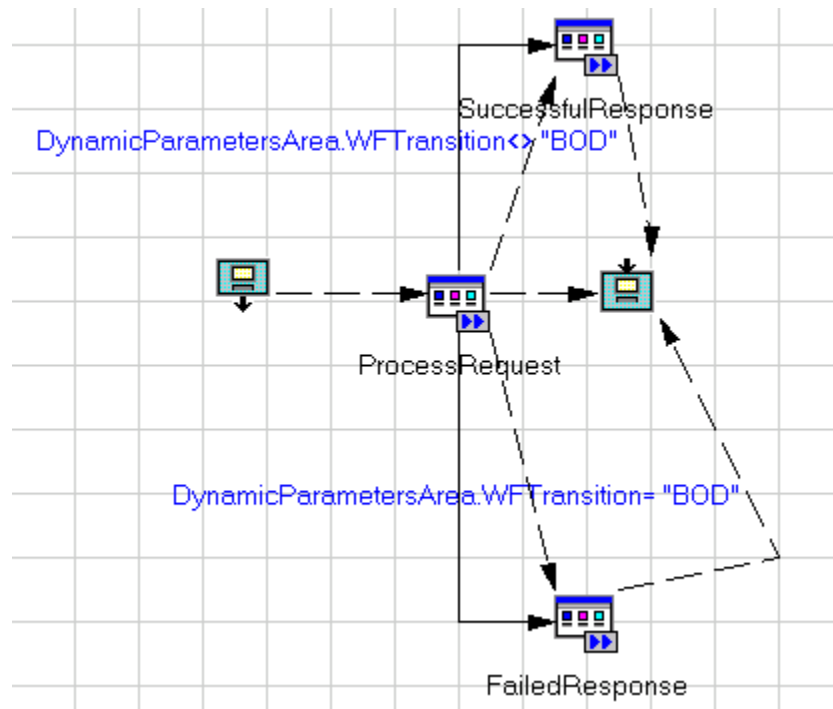 SuccessfulResponse
DynamicParametersArea.WFTransition<> "BOD"
ProcessRequest
DynamicParametersArea.WFTransition= "BOD"
FailedResponse